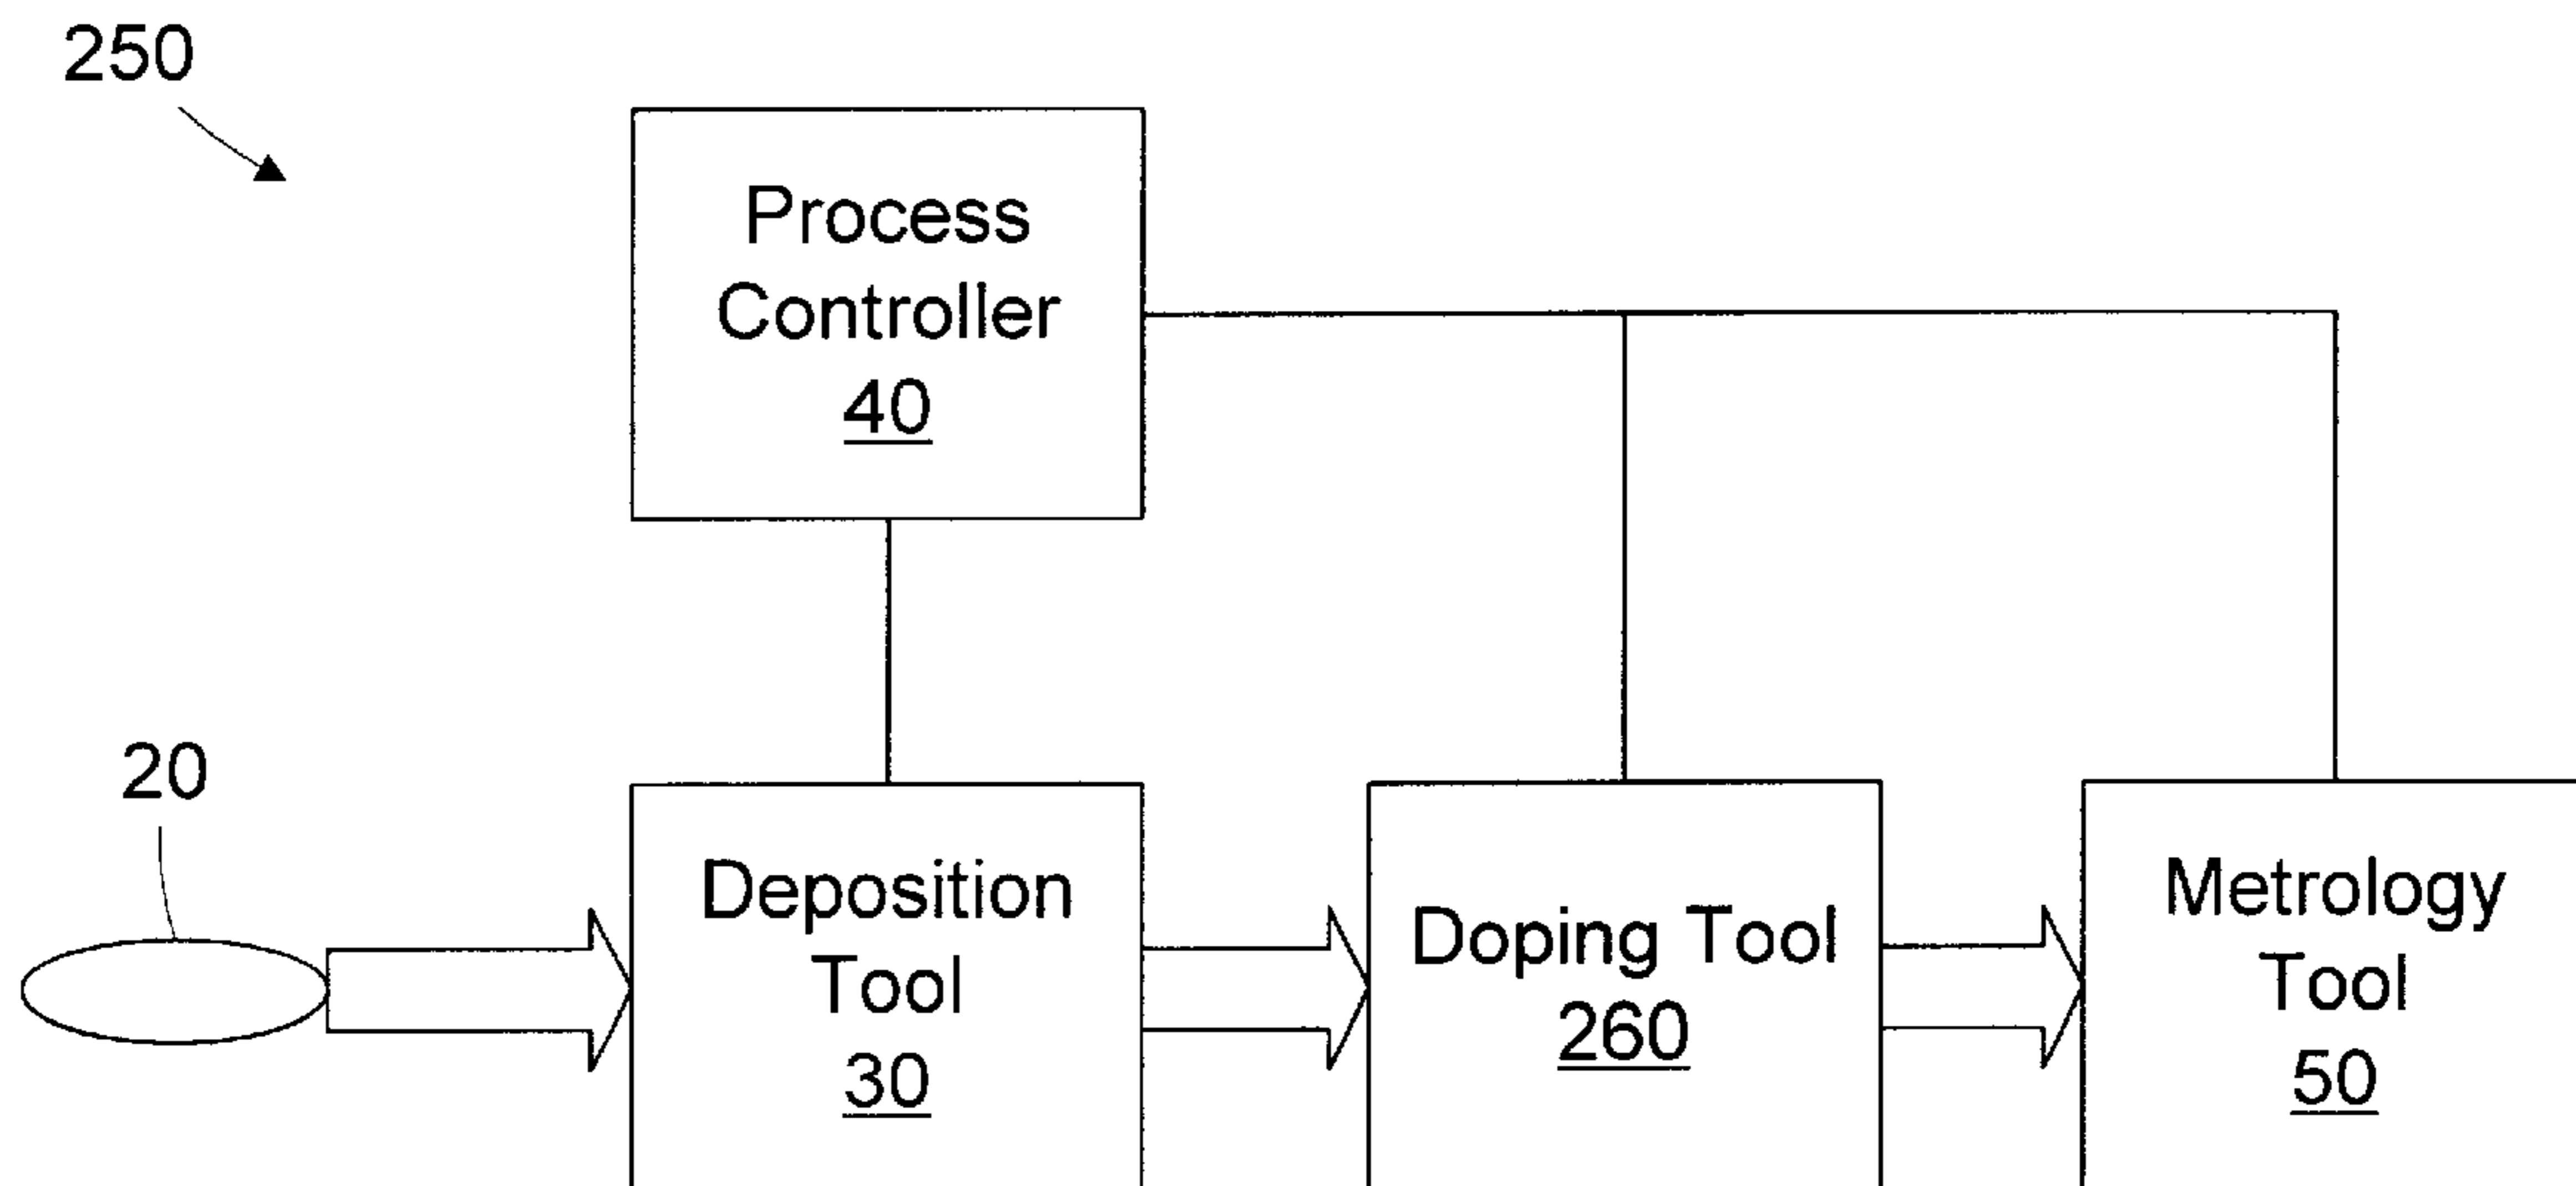 250
Process
Controller
40
20
Deposition
Tool
30
Doping Tool
260
Metrology
Tool
50